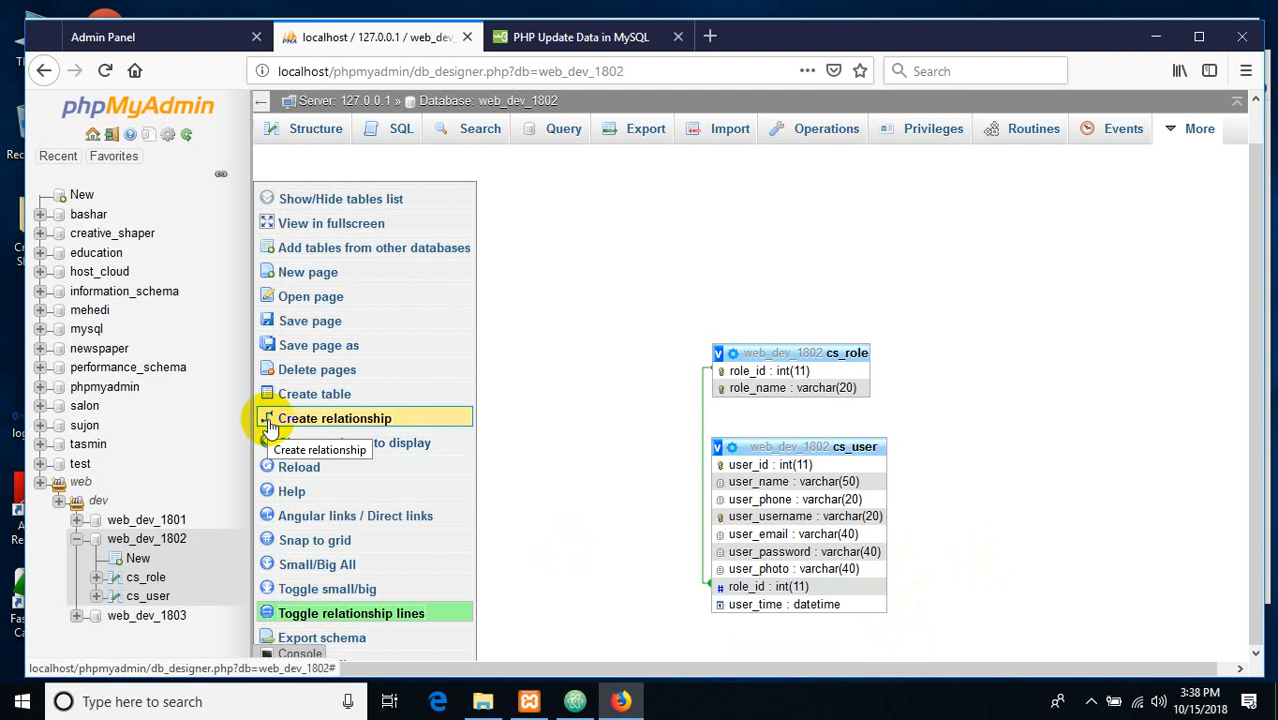 Admin Panel
localhost / 127.0.0.1 / web_dev_
PHP Update Data in MySQL
localhost/phpmyadmin/db_designer.php?db=web_dev_1802
Search
phpMyAdmin
Server: 127.0.0.1 » Database: web_dev_1802
Structure
SQL
Search
Query
Export
Import
Operations
Privileges
Routines
Events
More
Recent
Favorites
New
bashar
creative_shaper
education
host_cloud
information_schema
mehedi
mysql
newspaper
performance_schema
phpmyadmin
salon
sujon
tasmin
test
web
dev
web_dev_1801
web_dev_1802
New
cs_role
cs_user
web_dev_1803
Show/Hide tables list
View in fullscreen
Add tables from other databases
New page
Open page
Save page
Save page as
Delete pages
Create table
Create relationship
to display
Create relationship
Reload
Help
Angular links / Direct links
Snap to grid
Small/Big All
Toggle small/big
Toggle relationship lines
Export schema
Console
v web_dev_1802 cs_role
role_id : int(11)
role_name : varchar(20)
v web_dev_1802 cs_user
user_id : int(11)
user_name : varchar(50)
user_phone : varchar(20)
user_username : varchar(20)
user_email : varchar(40)
user_password : varchar(40)
user_photo : varchar(40)
# role_id : int(11)
user_time : datetime
localhost/phpmyadmin/db_designer.php?db=web_dev_1802#
Type here to search
3:38 PM
10/15/2018